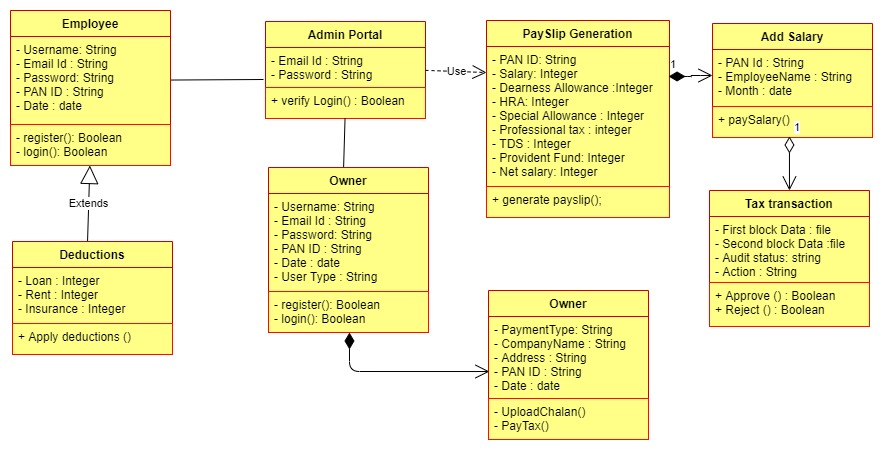 Employee
- Username: String
- Email Id : String
- Password: String
- PAN ID : String
- Date : date
- register(): Boolean
- login(): Boolean
Extends
Deductions
- Loan : Integer
- Rent : Integer
- Insurance : Integer
+ Apply deductions ()
Admin Portal
- Email Id : String
- Password : String
+ verify Login() : Boolean
Use
Owner
- Username: String
- Email Id : String
- Password: String
- PAN ID : String
- Date : date
- User Type : String
- register(): Boolean
- login(): Boolean
PaySlip Generation
- PAN ID: String
- Salary: Integer
- Dearness Allowance :Integer
- HRA: Integer
- Special Allowance : Integer
- Professional tax : integer
- TDS : Integer
- Provident Fund: Integer
- Net salary: Integer
+ generate payslip();
1
Owner
- PaymentType: String
- CompanyName : String
- Address : String
- PAN ID : String
- Date : date
- UploadChalan()
- PayTax()
Add Salary
- PAN Id : String
- EmployeeName : String
- Month : date
+ paySalary()
1
Tax transaction
- First block Data : file
- Second block Data :file
- Audit status: string
- Action : String
+ Approve () : Boolean
+ Reject () : Boolean